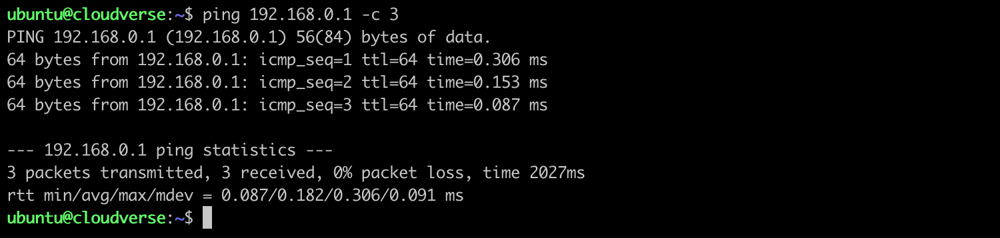 ubuntu@cloudverse:~$ ping 192.168.0.1 -c 3
PING 192.168.0.1 (192.168.0.1) 56(84) bytes of data.
64 bytes from 192.168.0.1: icmp_seq=1 ttl=64 time=0.306 ms
64 bytes from 192.168.0.1: icmp_seq=2 ttl=64 time=0.153 ms
64 bytes from 192.168.0.1: icmp_seq=3 ttl=64 time=0.087 ms

--- 192.168.0.1 ping statistics ---
3 packets transmitted, 3 received, 0% packet loss, time 2027ms
rtt min/avg/max/mdev = 0.087/0.182/0.306/0.091 ms
ubuntu@cloudverse:~$